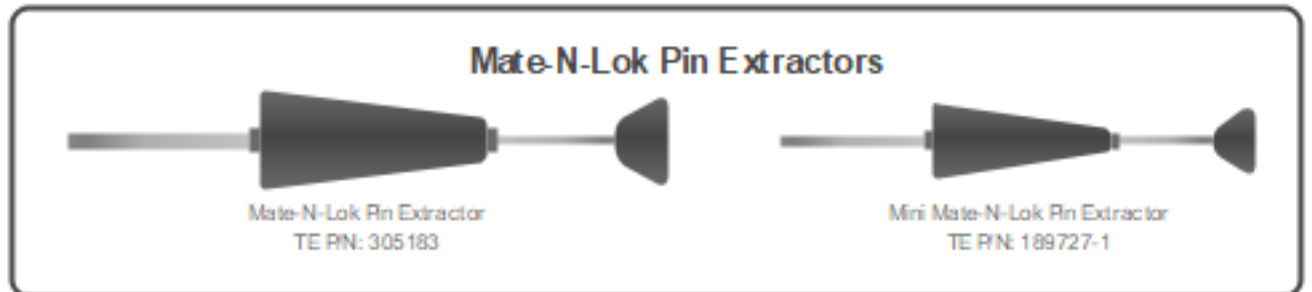 Mate-N-Lok Pin Extractors
Mate-N-Lok Pin Extractor
TE P/N: 305183
Mini Mate-N-Lok Pin Extractor
TE P/N: 189727-1